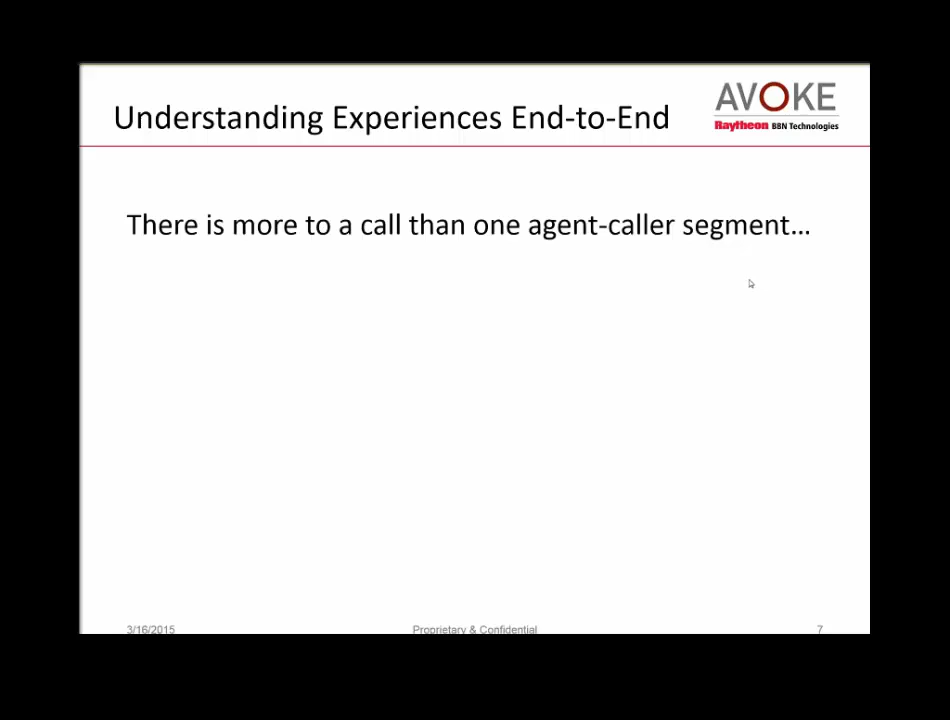 Understanding Experiences End-to-End
AVOKE
Raytheon BBN Technologies
There is more to a call than one agent-caller segment…
3/16/2015
Proprietary & Confidential
7